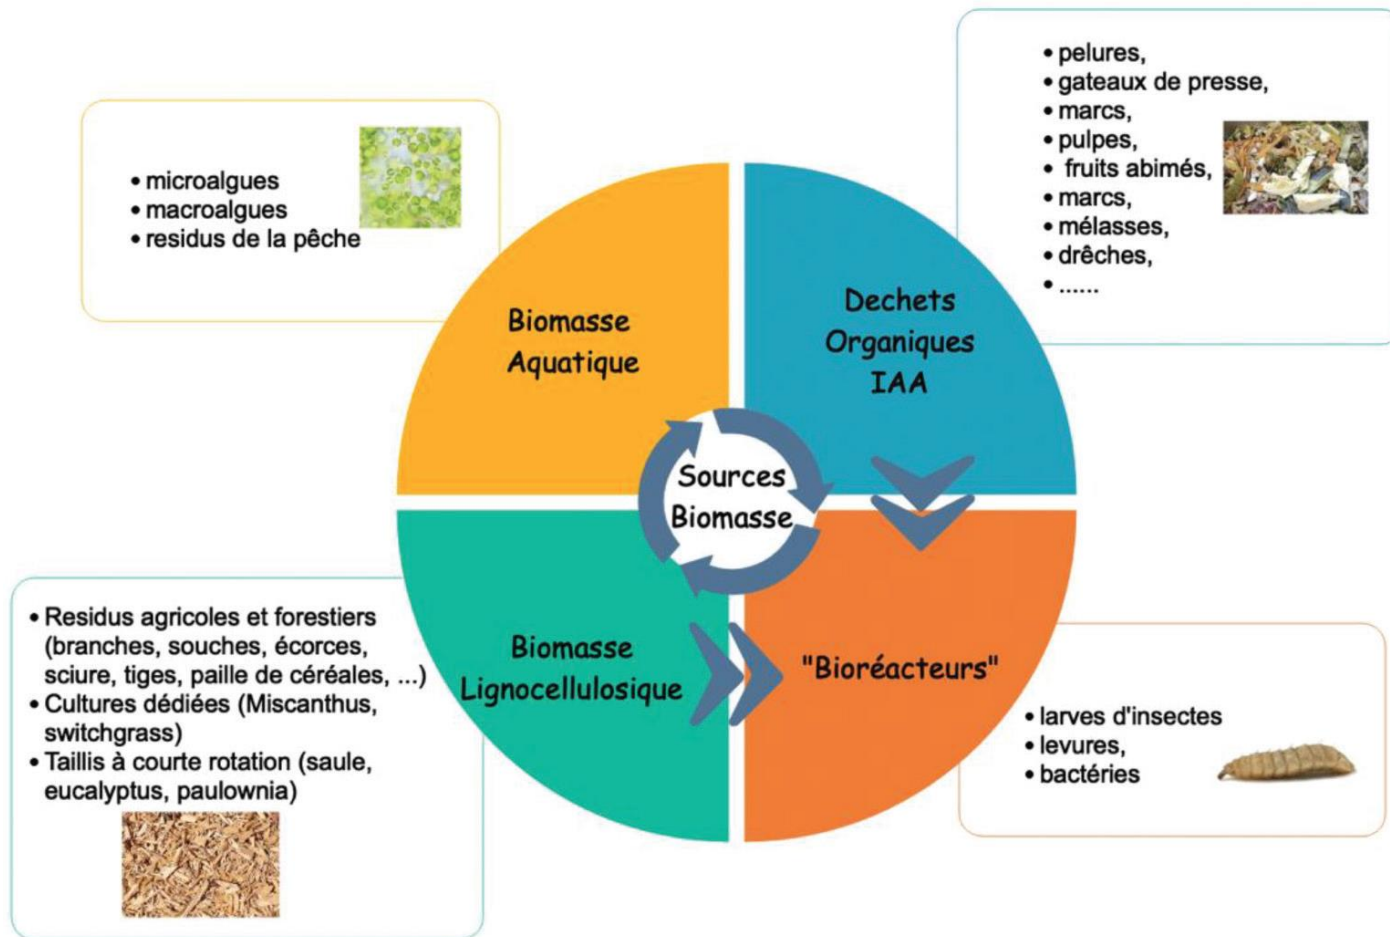 • microalgues
• macroalgues
• residus de la pêche
• pelures,
• gateaux de presse,
• marcs,
• pulpes,
• fruits abimés,
• marcs,
• mélasses,
• drêches,
• ......
Biomasse
Aquatique
Dechets
Organiques
IAA
Sources
Biomasse
Biomasse
Lignocellulosique
"Bioréacteurs"
• Residus agricoles et forestiers
(branches, souches, écorces,
sciure, tiges, paille de céréales, ...)
• Cultures dédiées (Miscanthus,
switchgrass)
• Taillis à courte rotation (saule,
eucalyptus, paulownia)
• larves d'insectes
• levures,
• bactéries